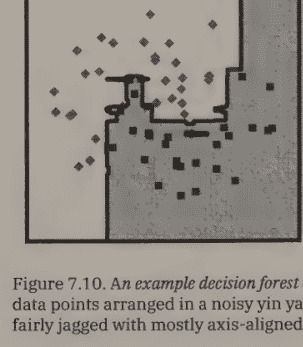 Figure 7.10. An example decision forest
data points arranged in a noisy yin ya
fairly jagged with mostly axis-aligned